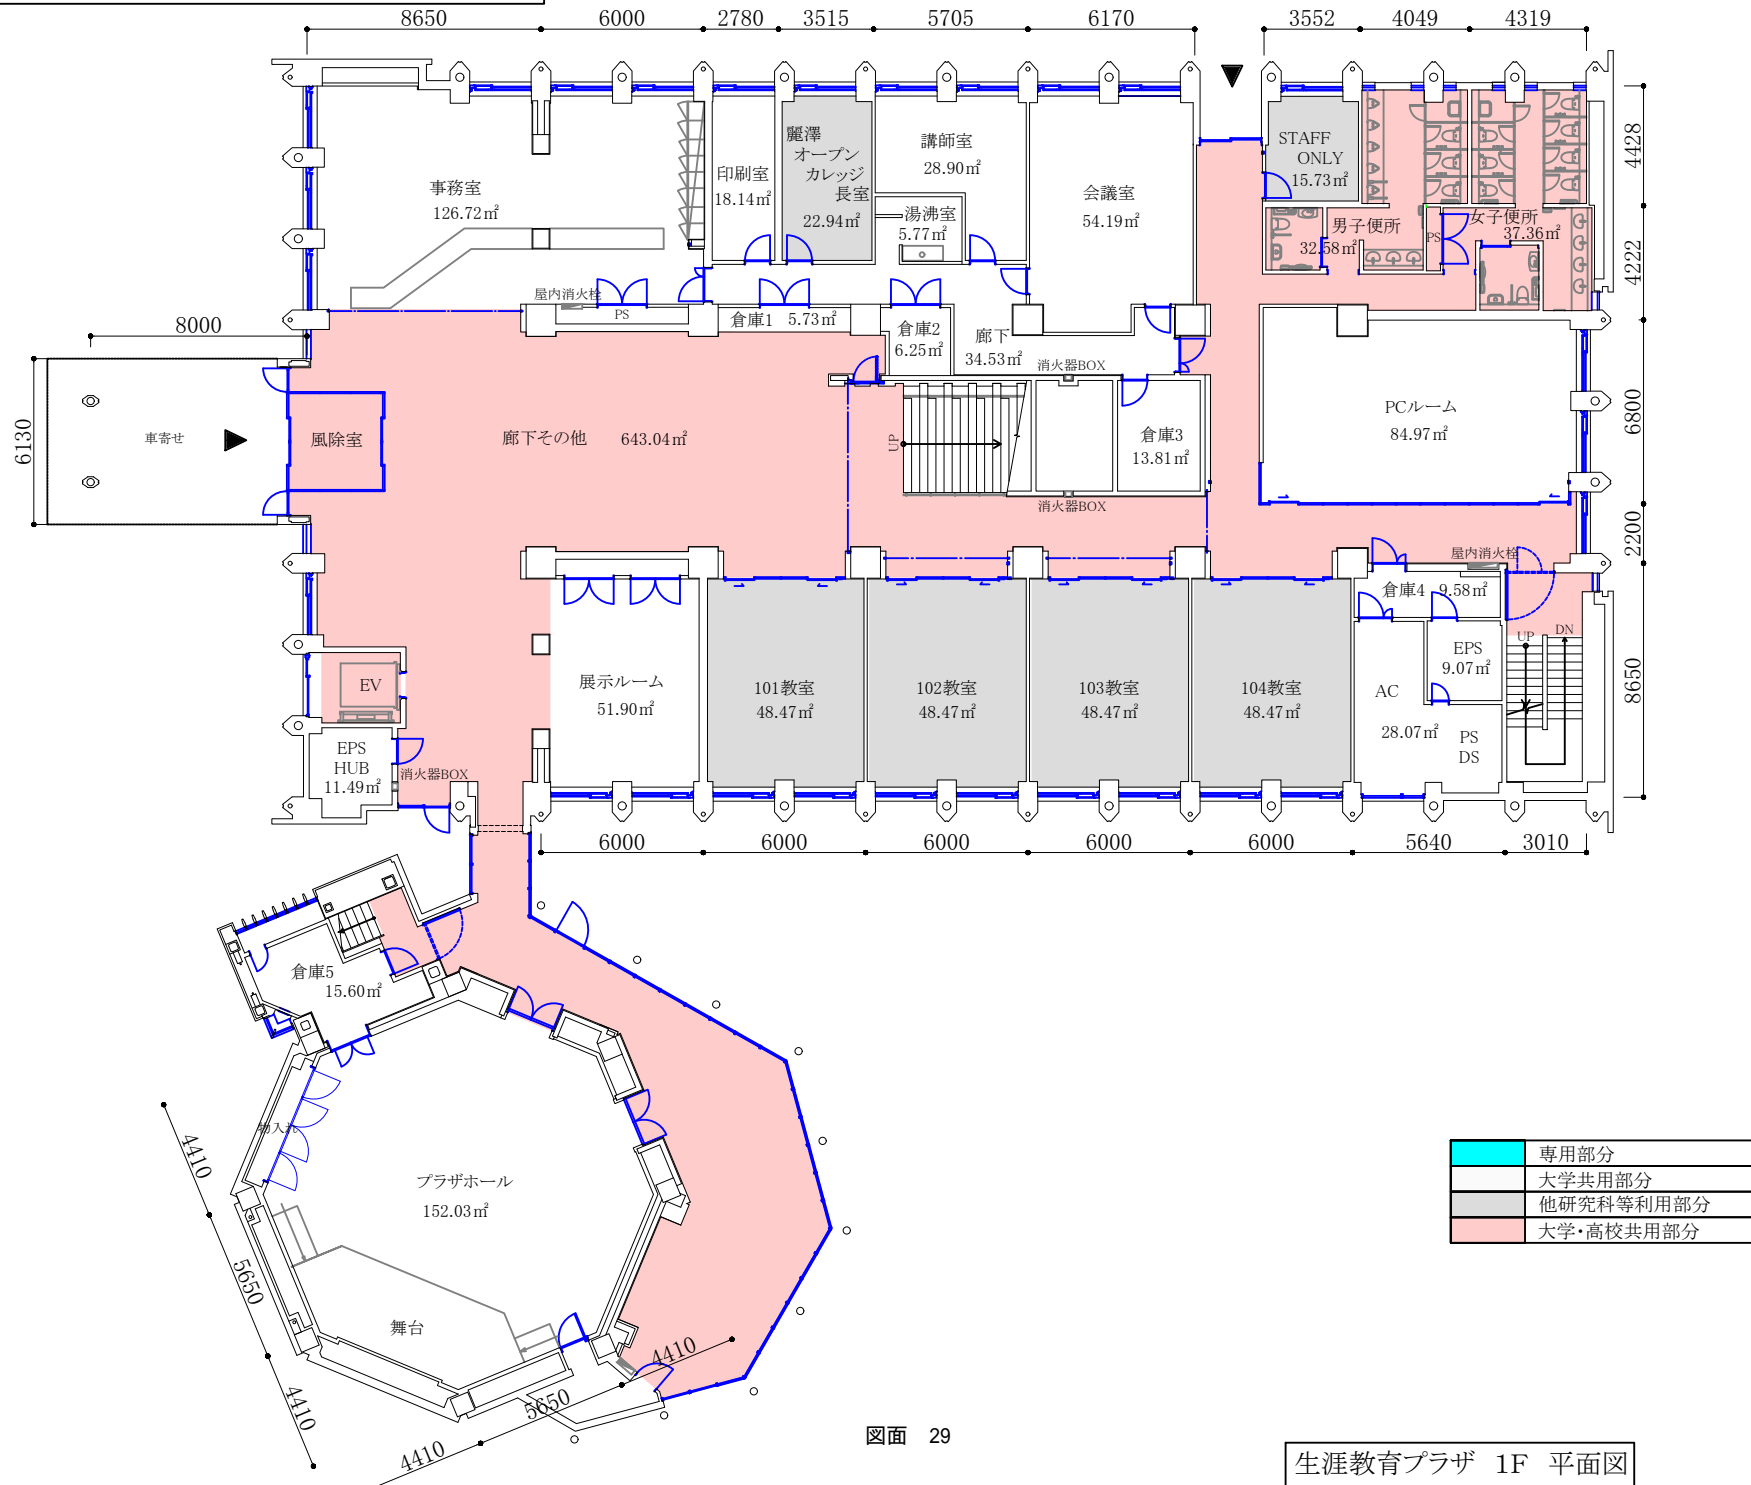 8650
6000
2780
3515
5705
6170
3552
4049
4319
事務室
126.72㎡
印刷室
18.14㎡
麗澤
オープン
カレッジ
長室
22.94㎡
講師室
28.90㎡
湯沸室
5.77㎡
会議室
54.19㎡
STAFF
ONLY
15.73㎡
男子便所
32.58㎡
PS
女子便所
37.36㎡
4428
4222
6800
2200
8650
屋内消火栓
PS
倉庫1 5.73㎡
倉庫2
6.25㎡
廊下
34.53㎡
消火器BOX
8000
6130
車寄せ
風除室
廊下その他 643.04㎡
UP
倉庫3
13.81㎡
消火器BOX
PCルーム
84.97㎡
屋内消火栓
倉庫4 9.58㎡
EPS
9.07㎡
AC
28.07㎡
PS
DS
UP
DN
展示ルーム
51.90㎡
101教室
48.47㎡
102教室
48.47㎡
103教室
48.47㎡
104教室
48.47㎡
EV
EPS
HUB
11.49㎡
消火器BOX
6000
6000
6000
6000
6000
5640
3010
倉庫5
15.60㎡
物入れ
プラザホール
152.03㎡
舞台
4410
5650
4410
4410
5650
4410
専用部分
大学共用部分
他研究科等利用部分
大学・高校共用部分
図面 29
生涯教育プラザ 1F 平面図